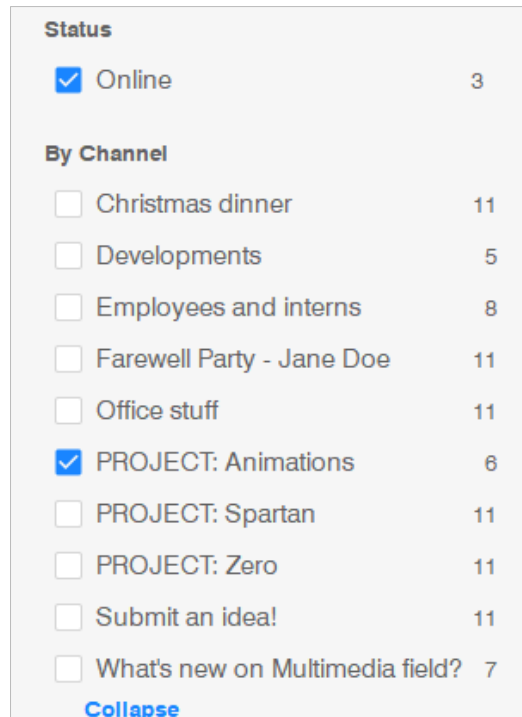 Status
Online 3
By Channel
Christmas dinner 11
Developments 5
Employees and interns 8
Farewell Party - Jane Doe 11
Office stuff 11
PROJECT: Animations 6
PROJECT: Spartan 11
PROJECT: Zero 11
Submit an idea! 11
What's new on Multimedia field? 7
Collapse